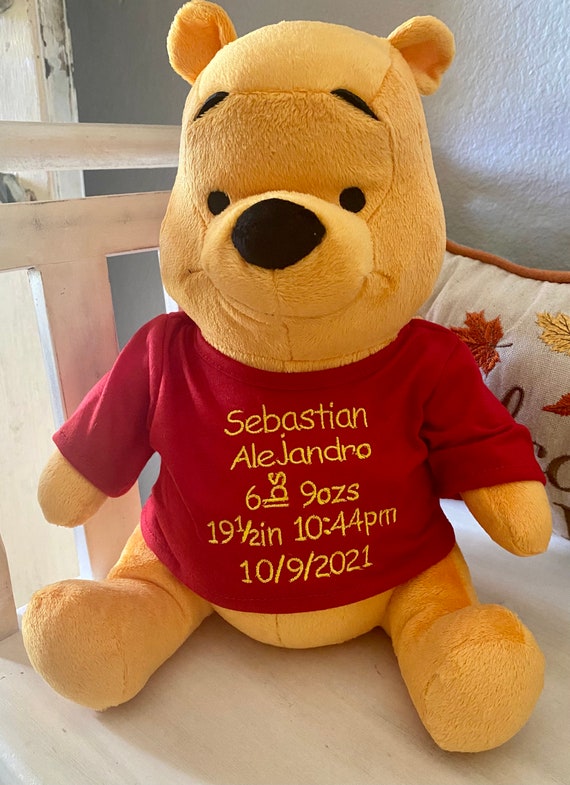 Sebastian
Alejandro
6lbs 9ozs
19½in 10:44pm
10/9/2021